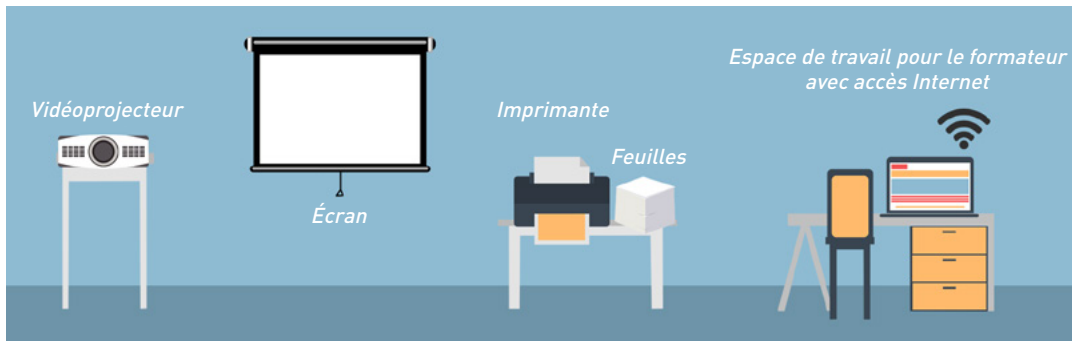 Vidéoprojecteur
Écran
Imprimante
Feuilles
Espace de travail pour le formateur
avec accès Internet